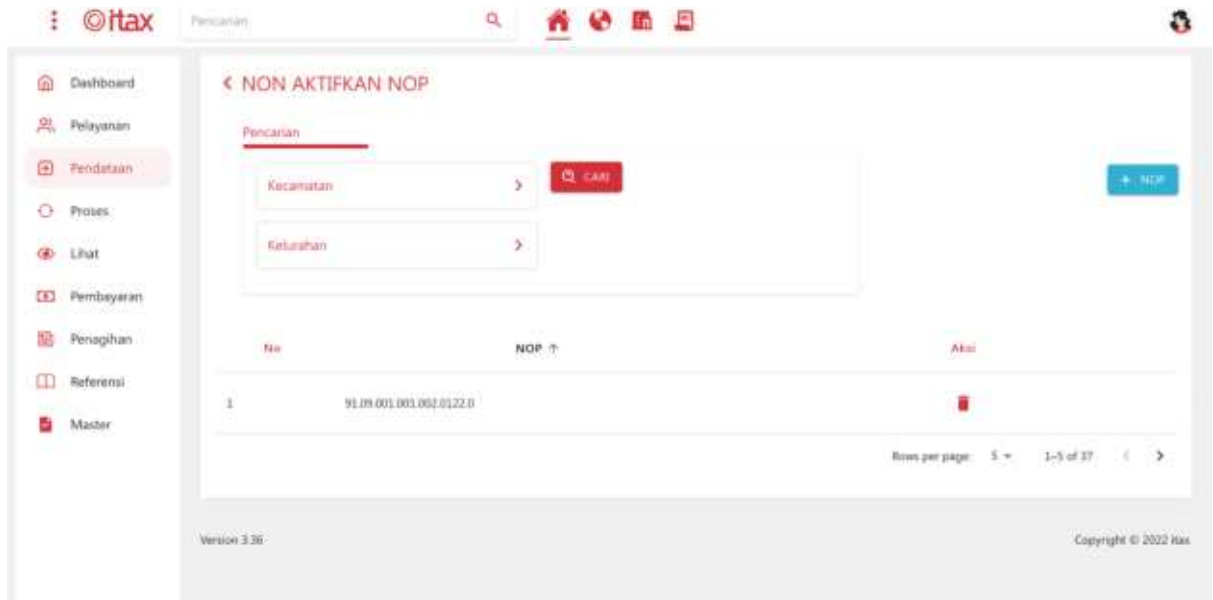 itax
Pencarian
Dashboard
Pelayanan
Pendataan
Proses
Lihat
Pembayaran
Penagihan
Referensi
Master
NON AKTIFKAN NOP
Pencarian
Kecamatan
CARI
Kelurahan
+ NOP
No NOP ↑ Aksi
1 91.09.001.001.002.0122.0
Rows per page: 5 1-5 of 37
Version 3.36
Copyright © 2022 itax